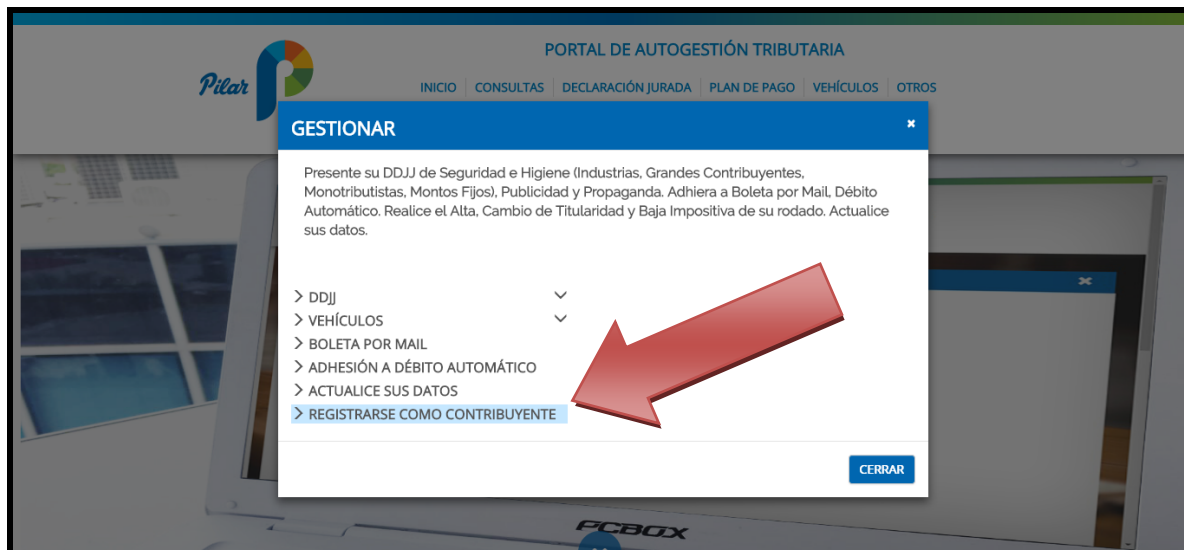 PORTAL DE AUTOGESTIÓN TRIBUTARIA
Pilar
INICIO CONSULTAS DECLARACIÓN JURADA PLAN DE PAGO VEHÍCULOS OTROS
GESTIONAR
Presente su DDJJ de Seguridad e Higiene (Industrias, Grandes Contribuyentes,
Monotributistas, Montos Fijos), Publicidad y Propaganda. Adhiera a Boleta por Mail, Débito
Automático. Realice el Alta, Cambio de Titularidad y Baja Impositiva de su rodado. Actualice
sus datos.
DDJJ
VEHÍCULOS
BOLETA POR MAIL
ADHESIÓN A DÉBITO AUTOMÁTICO
ACTUALICE SUS DATOS
REGISTRARSE COMO CONTRIBUYENTE
CERRAR
PCBOX